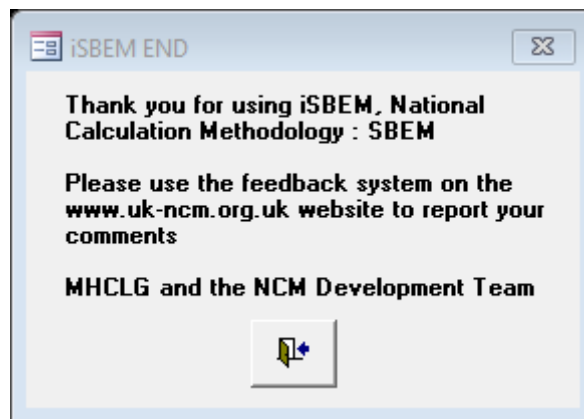 iSBEM END
Thank you for using iSBEM, National
Calculation Methodology : SBEM
Please use the feedback system on the
www.uk-ncm.org.uk website to report your
comments
MHCLG and the NCM Development Team